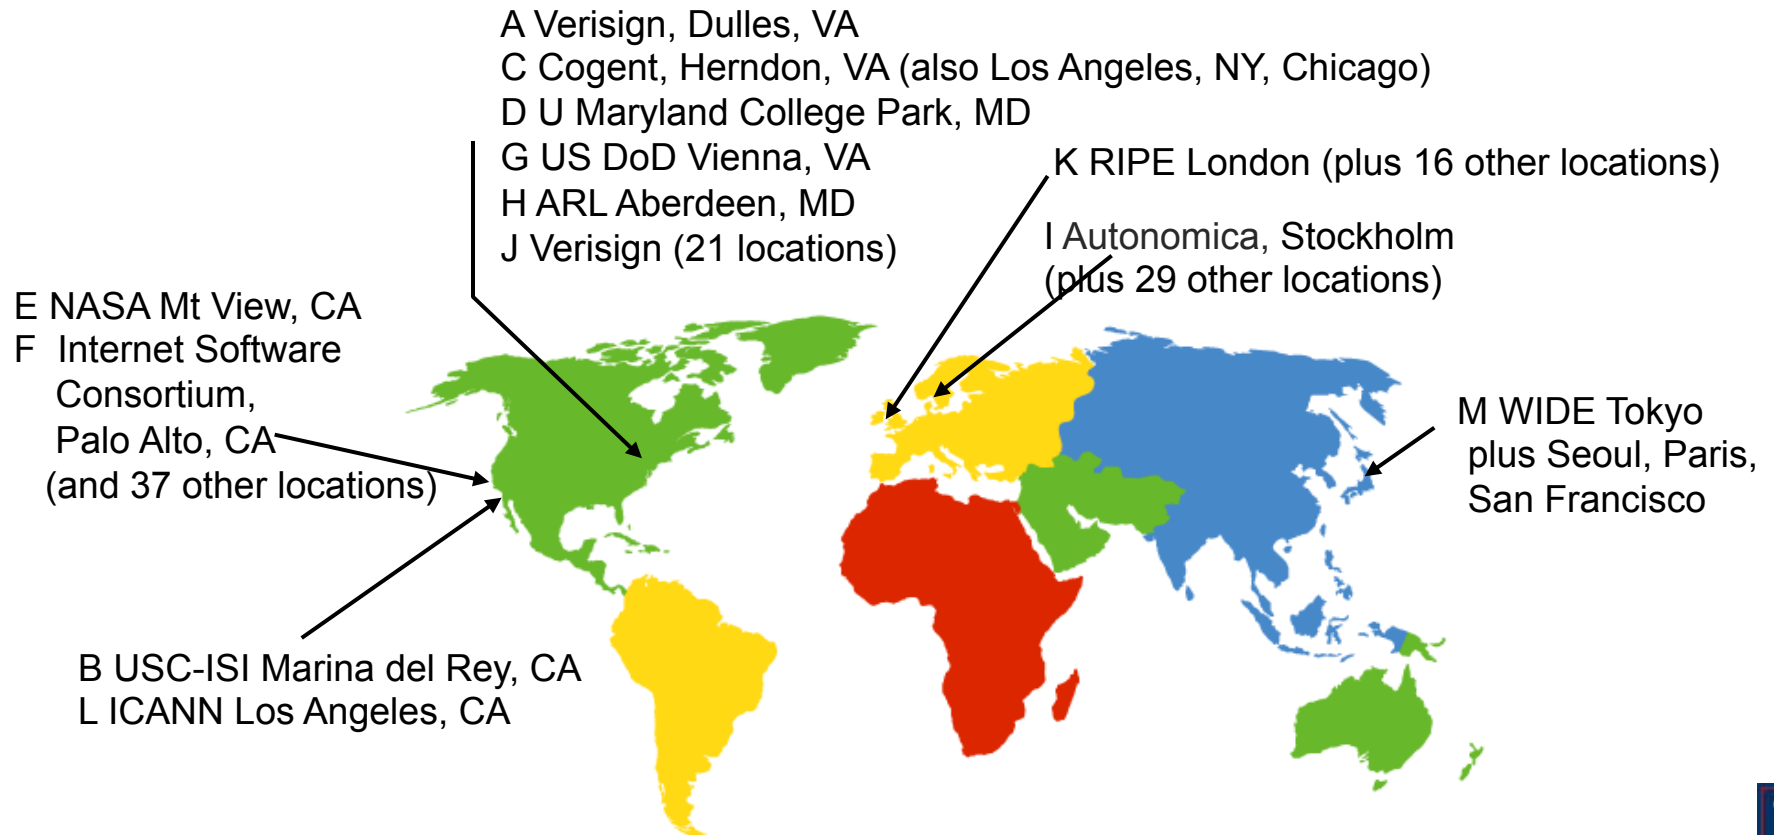 A Verisign, Dulles, VA
C Cogent, Herndon, VA (also Los Angeles, NY, Chicago)
D U Maryland College Park, MD
G US DoD Vienna, VA
H ARL Aberdeen, MD
J Verisign (21 locations)
K RIPE London (plus 16 other locations)
I Autonomica, Stockholm
(plus 29 other locations)
E NASA Mt View, CA
F Internet Software
Consortium,
Palo Alto, CA
(and 37 other locations)
M WIDE Tokyo
plus Seoul, Paris,
San Francisco
B USC-ISI Marina del Rey, CA
L ICANN Los Angeles, CA